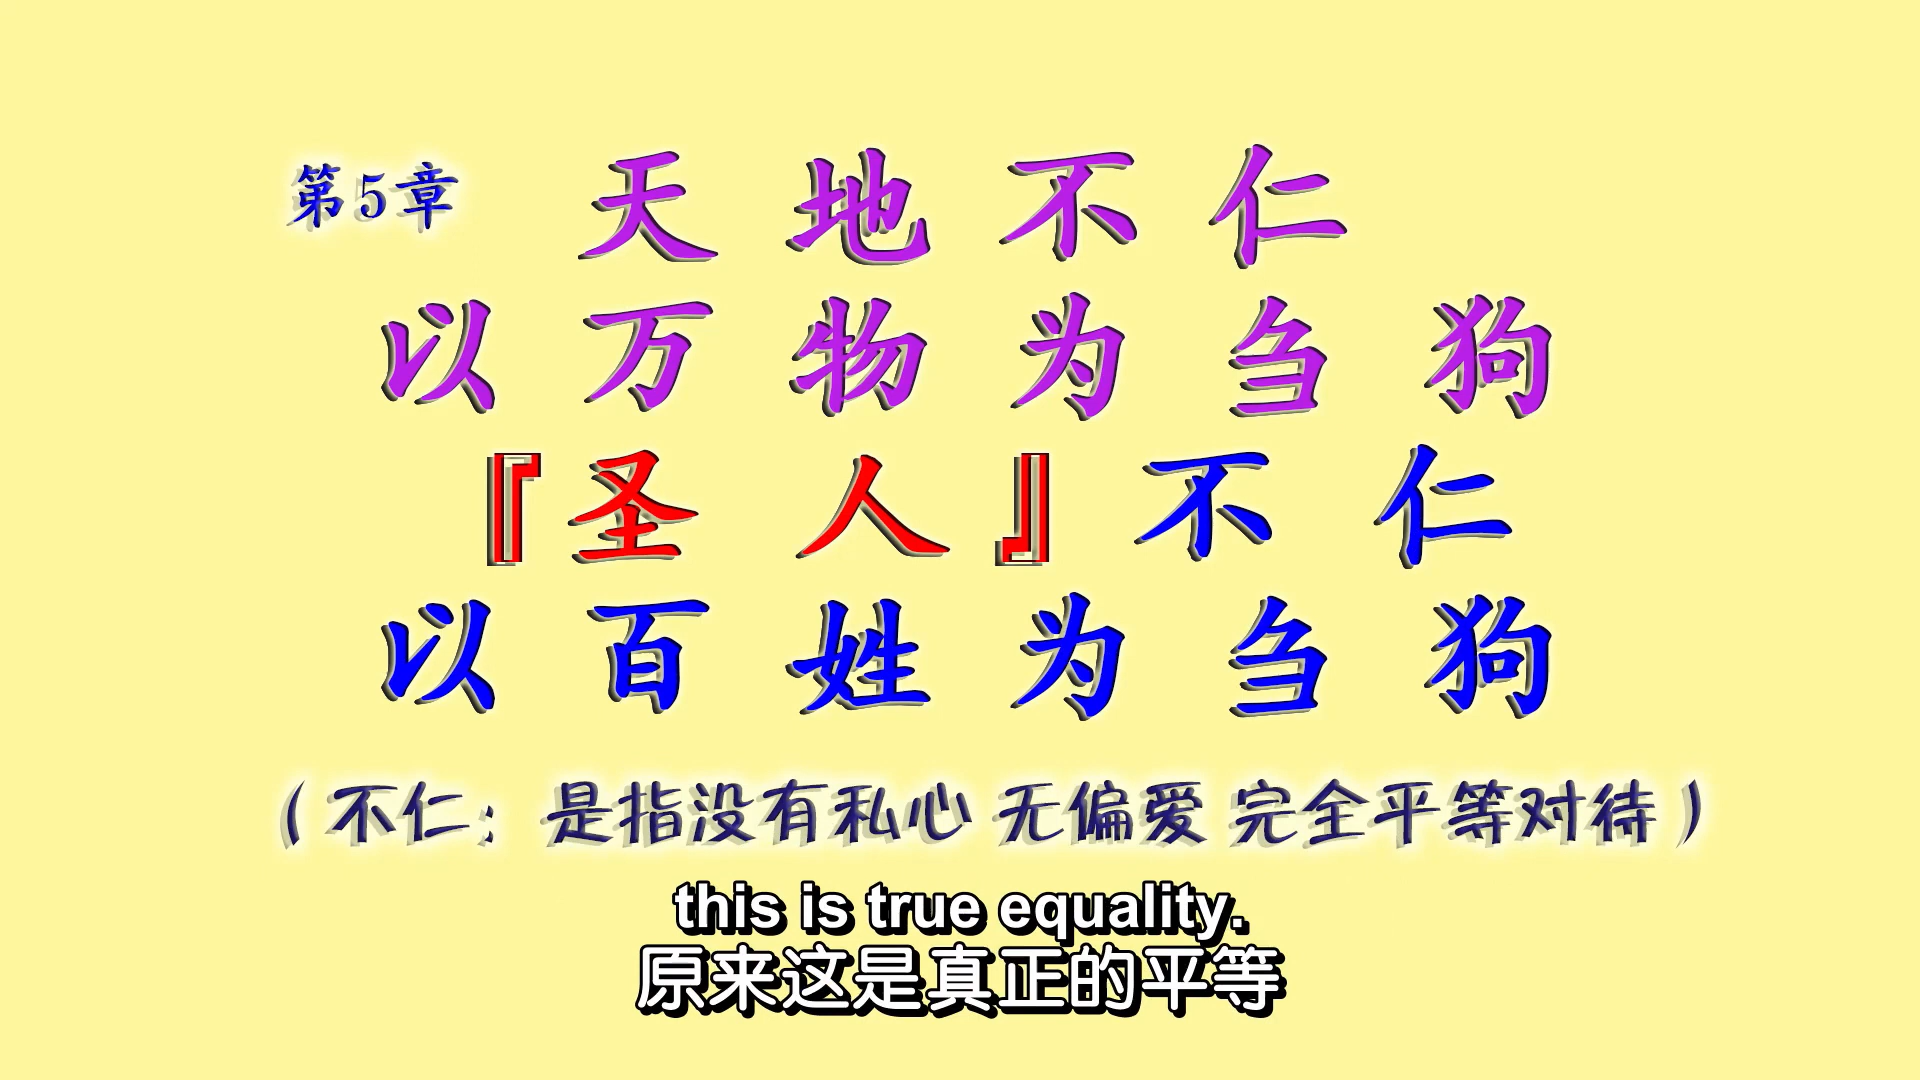 第5章 天地不仁
以万物为刍狗
『圣人』不仁
以百姓为刍狗
（不仁：是指没有私心 无偏爱 完全平等对待）
this is true equality.
原来这是真正的平等